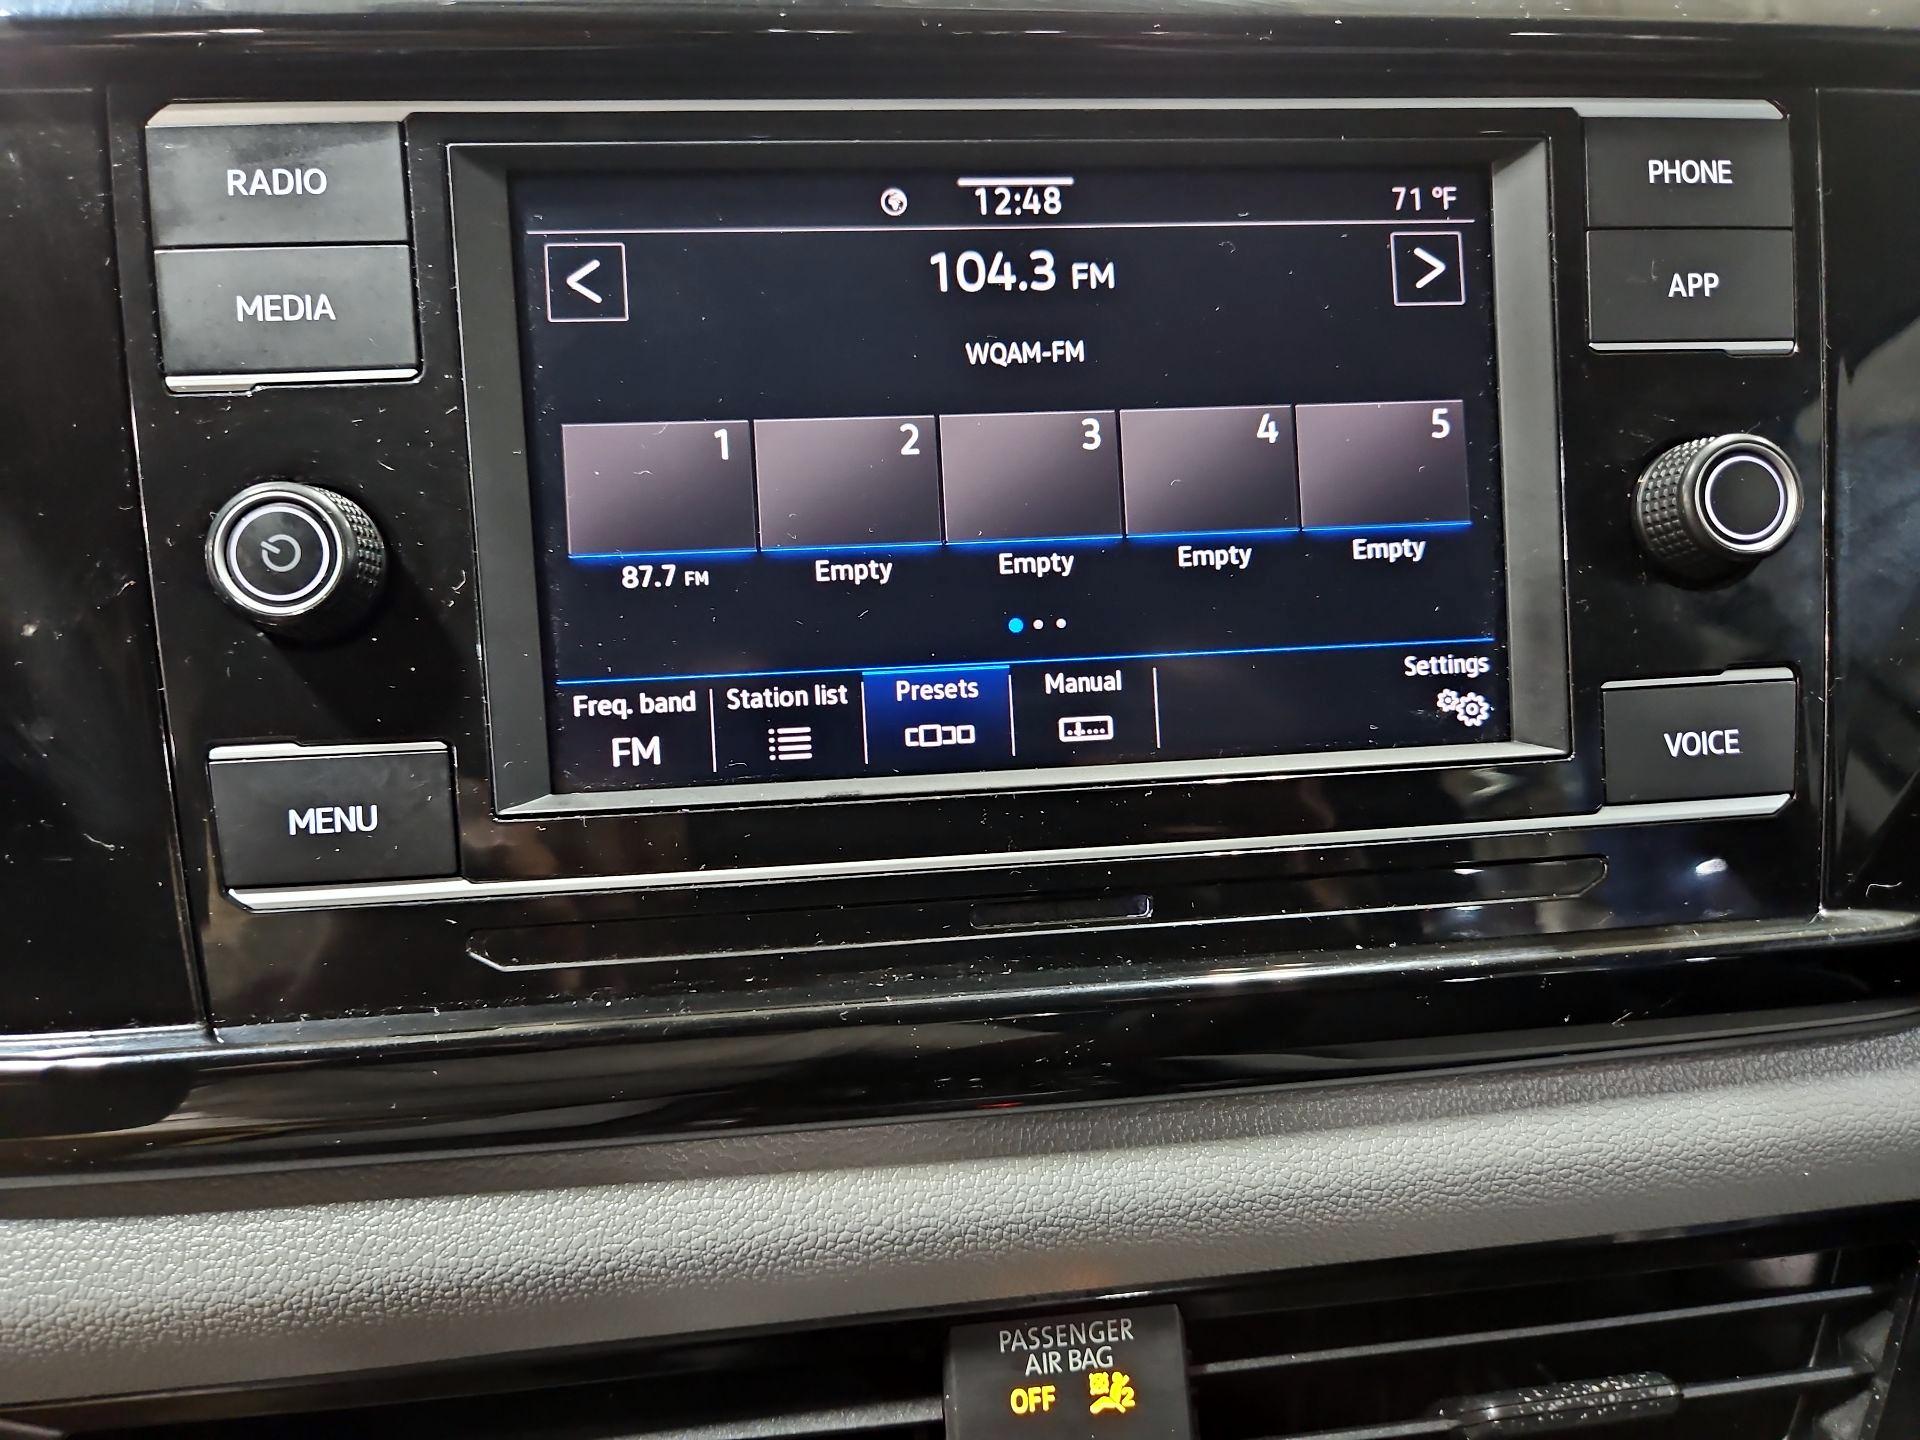 RADIO
MEDIA
MENU
PHONE
APP
VOICE
12:48
71 °F
<
104.3 FM
>
WQAM-FM
1
2
3
4
5
87.7 FM
Empty
Empty
Empty
Empty
Freq. band
FM
Station list
Presets
Manual
Settings
PASSENGER
AIR BAG
OFF
2